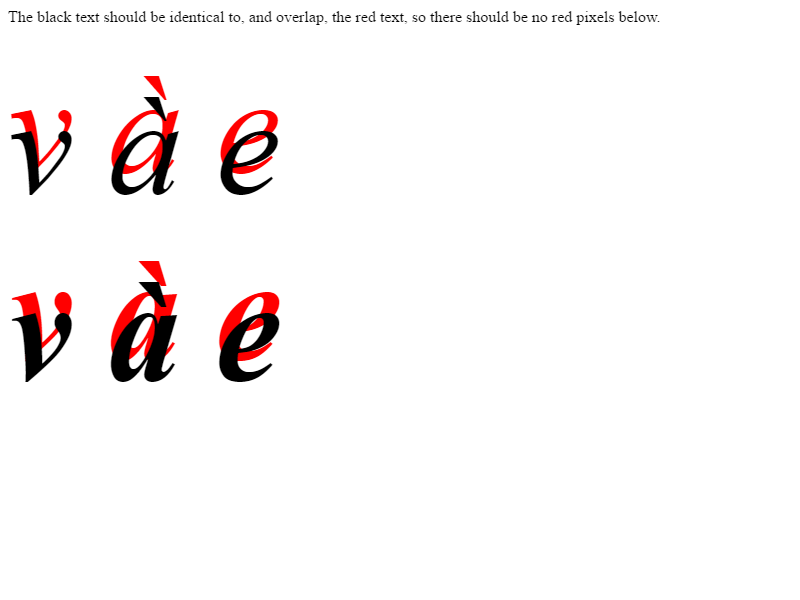 The black text should be identical to, and overlap, the red text, so there should be no red pixels below.
v à e
v à e